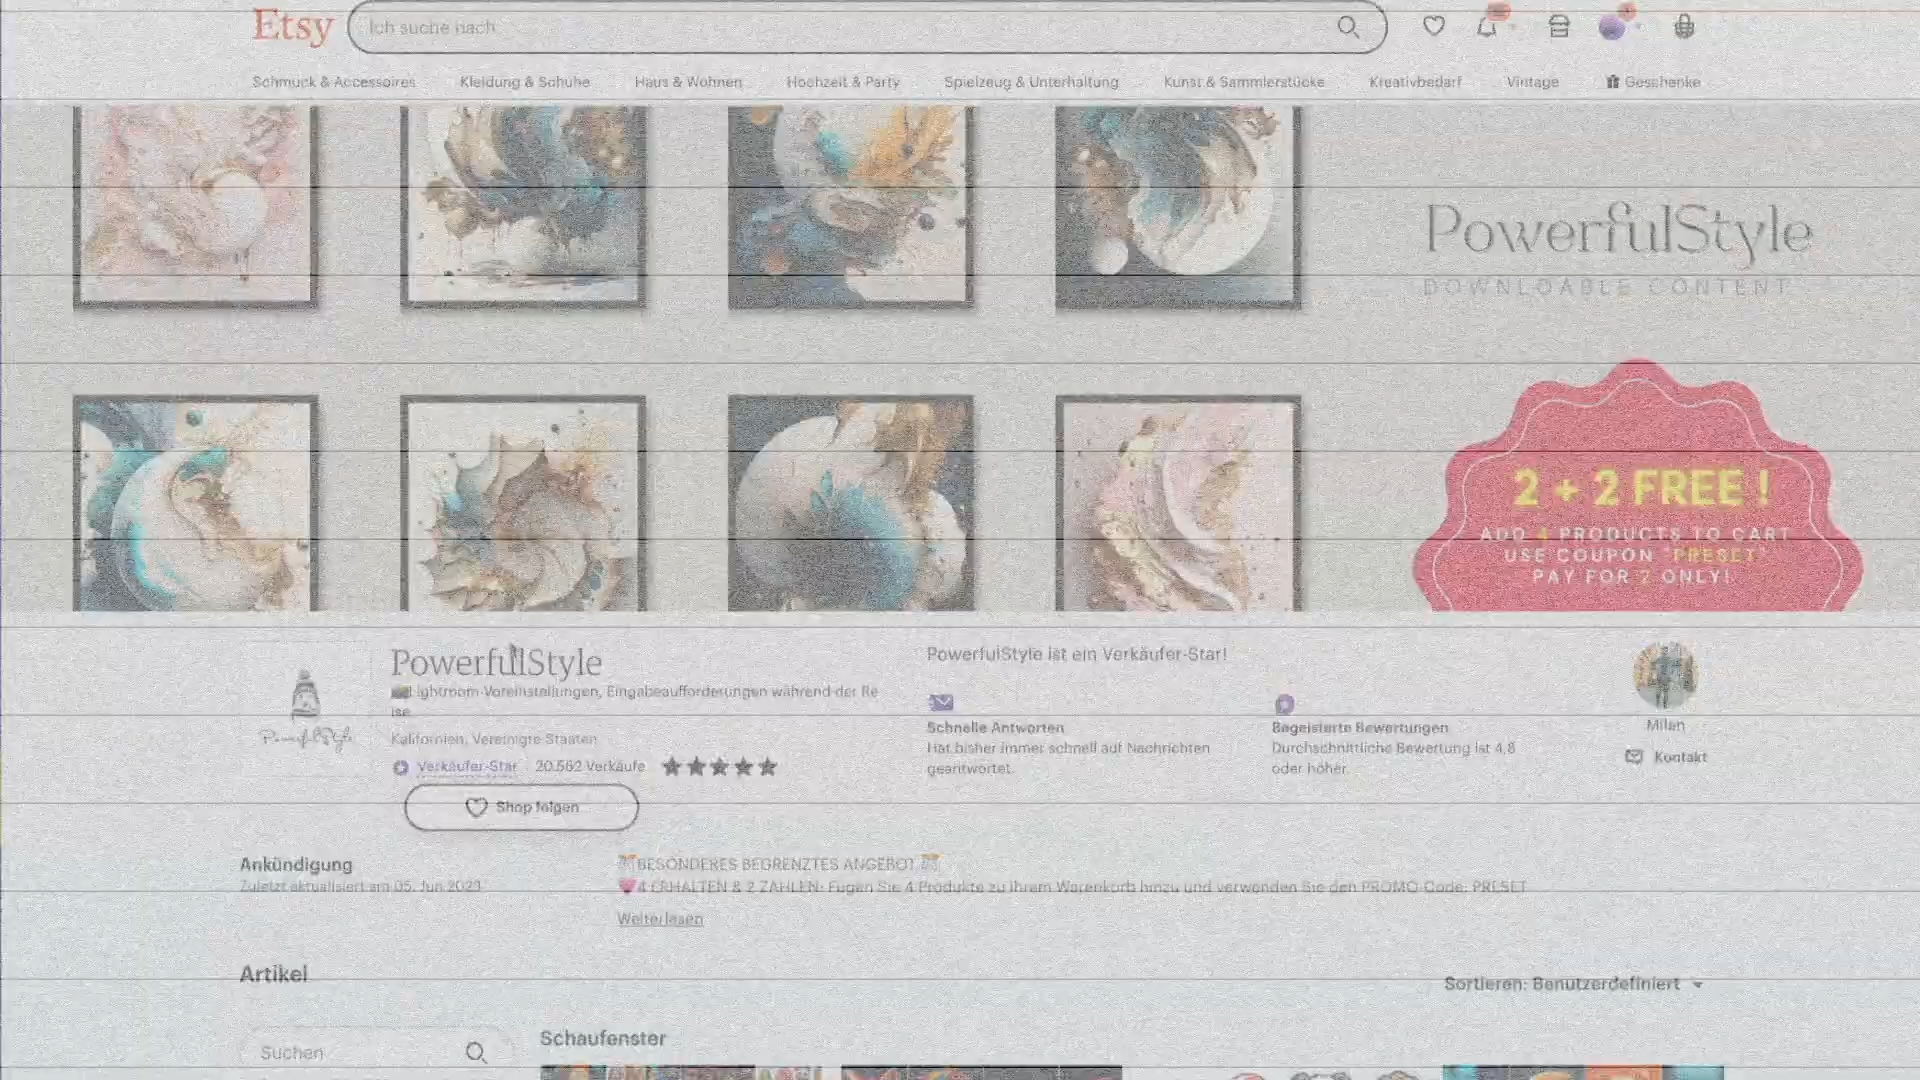 Etsy
Ich suche nach
Schmuck & Accessoires Kleidung & Schuhe Haus & Wohnen Hochzeit & Party Spielzeug & Unterhaltung Kunst & Sammlerstücke Kreativbedarf Vintage Geschenke
PowerfulStyle
DOWNLOABLE CONTENT
2 + 2 FREE !
ADD 4 PRODUCTS TO CART
USE COUPON "PRESET"
PAY FOR 2 ONLY!
PowerfulStyle
Lightroom-Voreinstellungen, Eingabeaufforderungen während der Re
ise
Kalifornien, Vereinigte Staaten
Verkäufer-Star 20.562 Verkäufe
Shop folgen
PowerfulStyle
PowerfulStyle ist ein Verkäufer-Star!
Schnelle Antworten
Hat bisher immer schnell auf Nachrichten
geantwortet.
Begeisterte Bewertungen
Durchschnittliche Bewertung ist 4,8
oder höher.
Milan
Kontakt
Ankündigung
Zuletzt aktualisiert am 05. Jun 2023
BESONDERES BEGRENZTES ANGEBOT
4 ERHALTEN & 2 ZAHLEN: Fügen Sie 4 Produkte zu Ihrem Warenkorb hinzu und verwenden Sie den PROMO-Code: PRESET
Weiterlesen
Artikel
Sortieren: Benutzerdefiniert
Suchen
Schaufenster